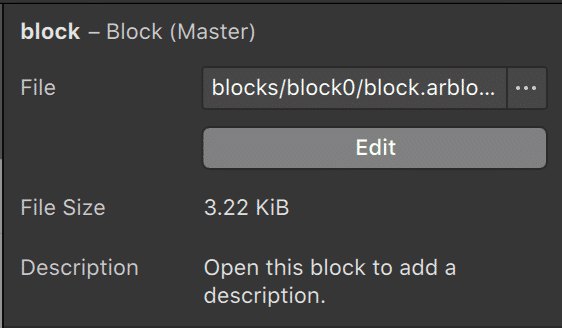 block – Block (Master)
File blocks/block0/block.arblo... ...
Edit
File Size 3.22 KiB
Description Open this block to add a
description.